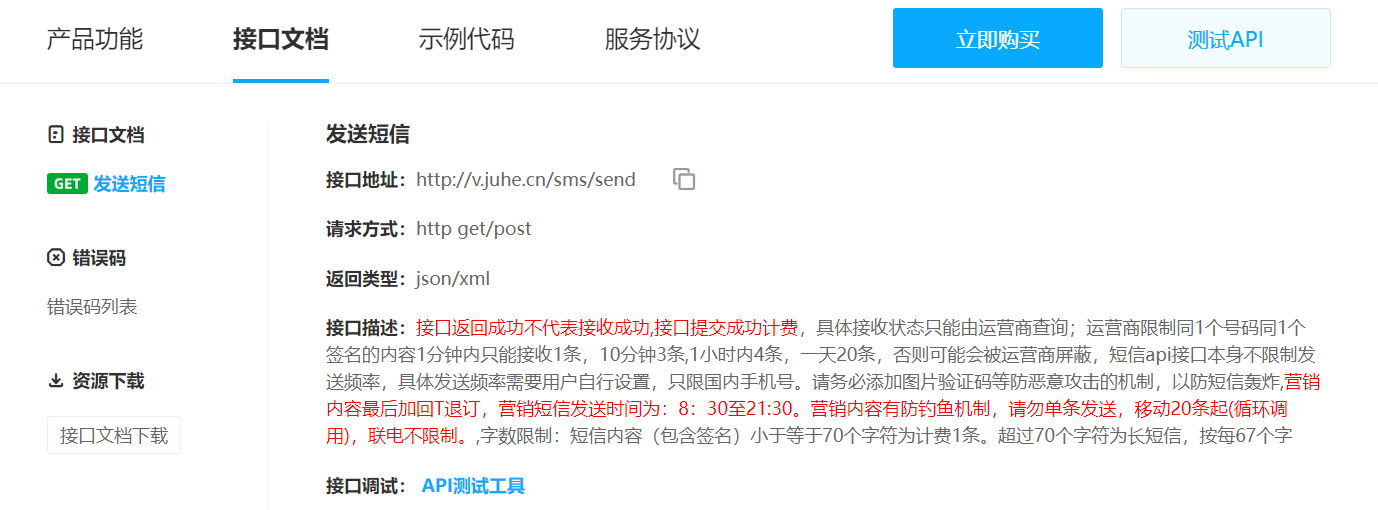 产品功能
接口文档
示例代码
服务协议
立即购买
测试API
接口文档
GET 发送短信
错误码
错误码列表
资源下载
接口文档下载
发送短信
接口地址：http://v.juhe.cn/sms/send
请求方式：http get/post
返回类型：json/xml
接口描述：接口返回成功不代表接收成功,接口提交成功计费，具体接收状态只能由运营商查询；运营商限制同1个号码同1个
签名的内容1分钟内只能接收1条，10分钟3条,1小时内4条，一天20条，否则可能会被运营商屏蔽，短信api接口本身不限制发
送频率，具体发送频率需要用户自行设置，只限国内手机号。请务必添加图片验证码等防恶意攻击的机制，以防短信轰炸,营销
内容最后加回T退订，营销短信发送时间为：8：30至21:30。营销内容有防钓鱼机制，请勿单条发送，移动20条起(循环调
用)，联电不限制。,字数限制：短信内容（包含签名）小于等于70个字符为计费1条。超过70个字符为长短信，按每67个字
接口调试： API测试工具